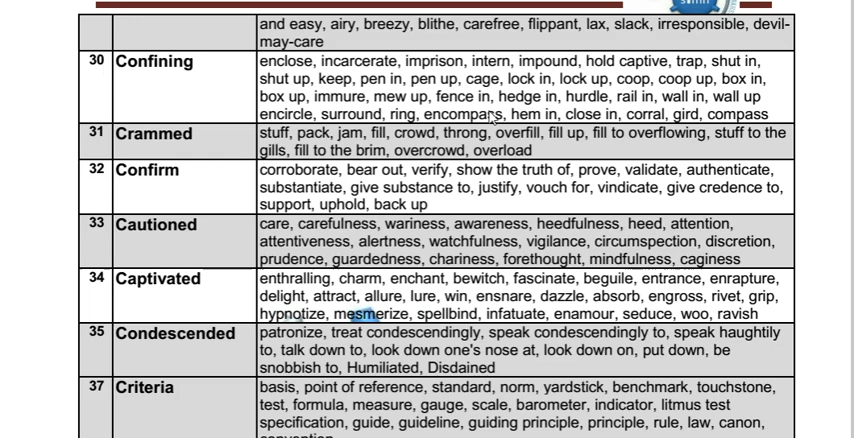 and easy, airy, breezy, blithe, carefree, flippant, lax, slack, irresponsible, devil-
may-care
30 Confining enclose, incarcerate, imprison, intern, impound, hold captive, trap, shut in,
shut up, keep, pen in, pen up, cage, lock in, lock up, coop, coop up, box in,
box up, immure, mew up, fence in, hedge in, hurdle, rail in, wall in, wall up
encircle, surround, ring, encompass, hem in, close in, corral, gird, compass
31 Crammed stuff, pack, jam, fill, crowd, throng, overfill, fill up, fill to overflowing, stuff to the
gills, fill to the brim, overcrowd, overload
32 Confirm corroborate, bear out, verify, show the truth of, prove, validate, authenticate,
substantiate, give substance to, justify, vouch for, vindicate, give credence to,
support, uphold, back up
33 Cautioned care, carefulness, wariness, awareness, heedfulness, heed, attention,
attentiveness, alertness, watchfulness, vigilance, circumspection, discretion,
prudence, guardedness, chariness, forethought, mindfulness, caginess
34 Captivated enthralling, charm, enchant, bewitch, fascinate, beguile, entrance, enrapture,
delight, attract, allure, lure, win, ensnare, dazzle, absorb, engross, rivet, grip,
hypnotize, mesmerize, spellbind, infatuate, enamour, seduce, woo, ravish
35 Condescended patronize, treat condescendingly, speak condescendingly to, speak haughtily
to, talk down to, look down one's nose at, look down on, put down, be
snobbish to, Humiliated, Disdained
37 Criteria basis, point of reference, standard, norm, yardstick, benchmark, touchstone,
test, formula, measure, gauge, scale, barometer, indicator, litmus test
specification, guide, guideline, guiding principle, principle, rule, law, canon,